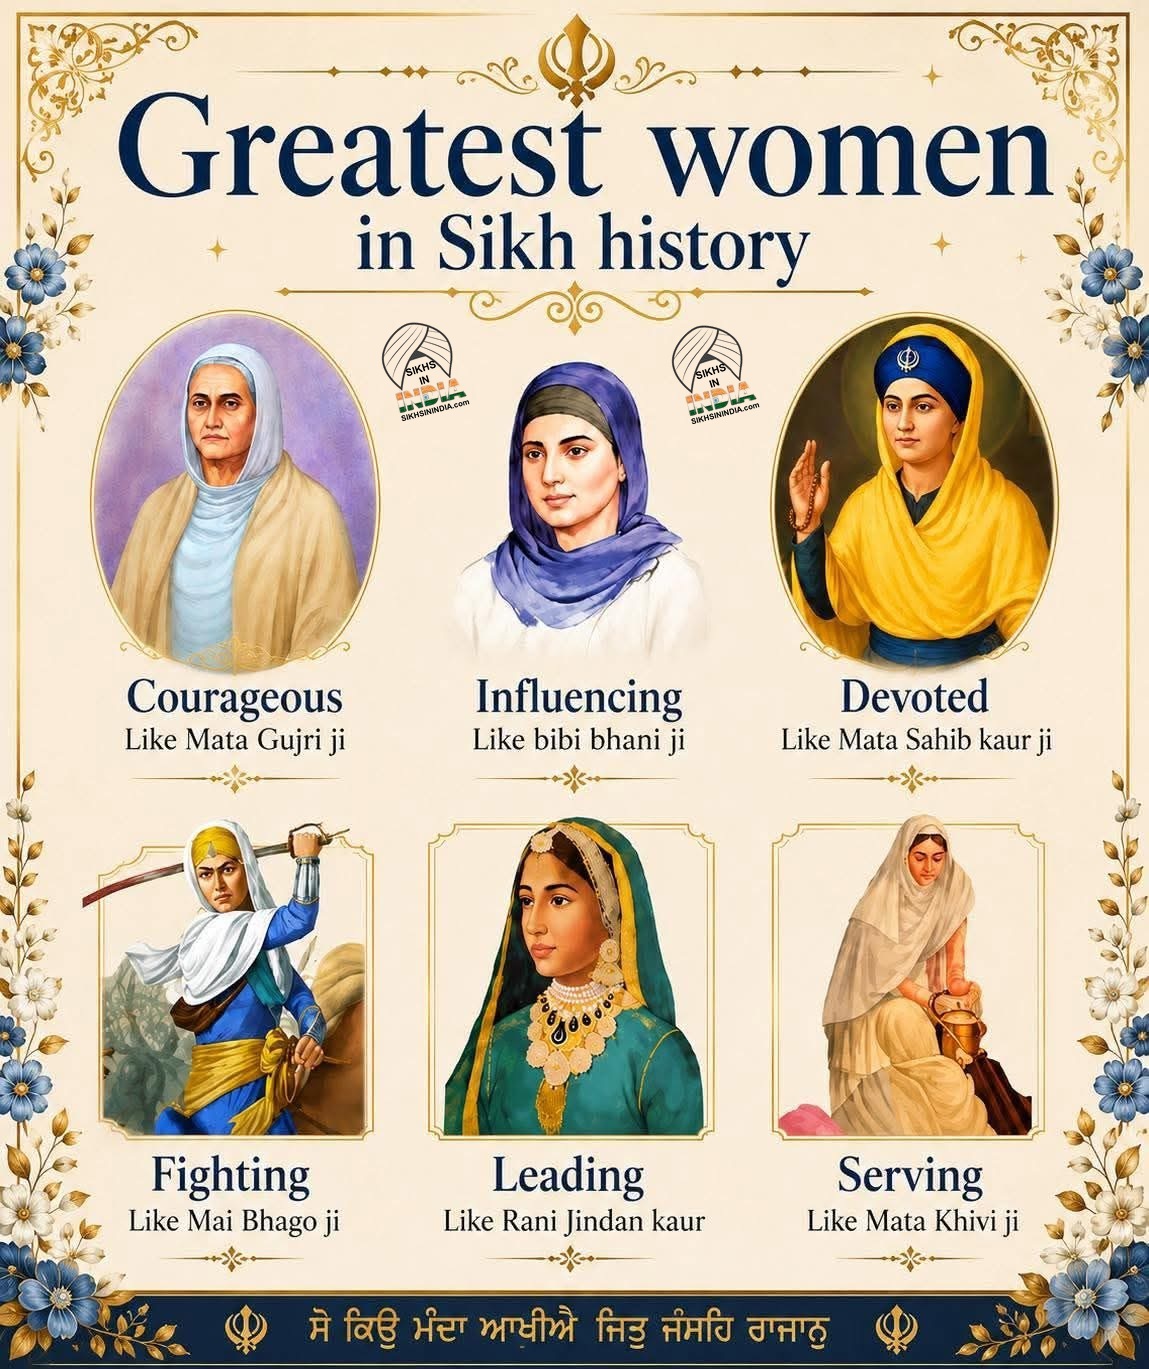 Greatest women
in Sikh history
SIKHS
IN
INDIA
SIKHSININDIA.com
SIKHS
IN
INDIA
SIKHSININDIA.com
Courageous
Like Mata Gujri ji
Influencing
Like bibi bhani ji
Devoted
Like Mata Sahib kaur ji
Fighting
Like Mai Bhago ji
Leading
Like Rani Jindan kaur
Serving
Like Mata Khivi ji
ਸੋ ਕਿਉ ਮੰਦਾ ਆਖੀਐ ਜਿਤੁ ਜੰਸਹਿ ਰਾਜਾਨੁ